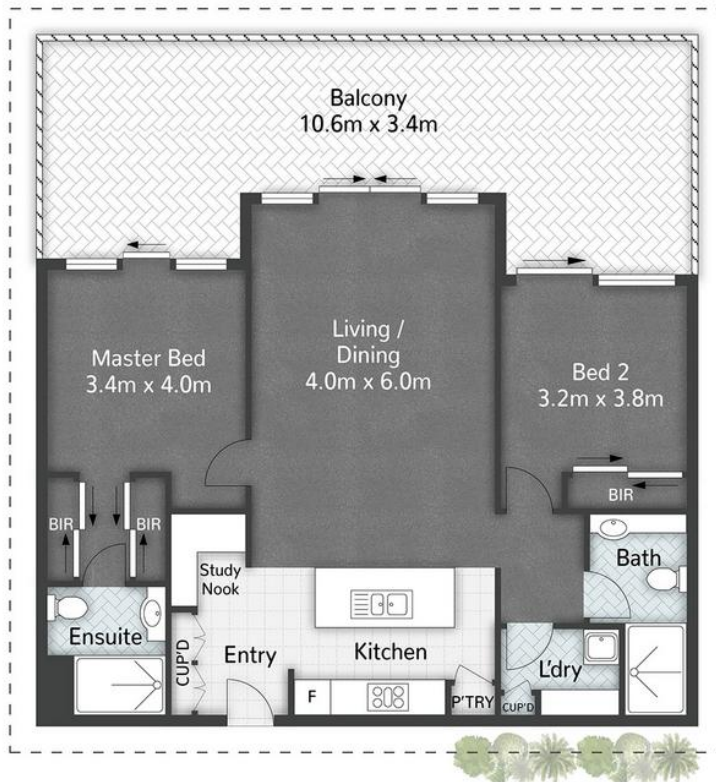 Balcony
10.6m x 3.4m
Living /
Dining
4.0m x 6.0m
Master Bed
3.4m x 4.0m
Bed 2
3.2m x 3.8m
BIR
BIR
BIR
Study
Nook
Bath
Ensuite
CUP'D
Entry
Kitchen
L'dry
F
P'TRY
CUP'D